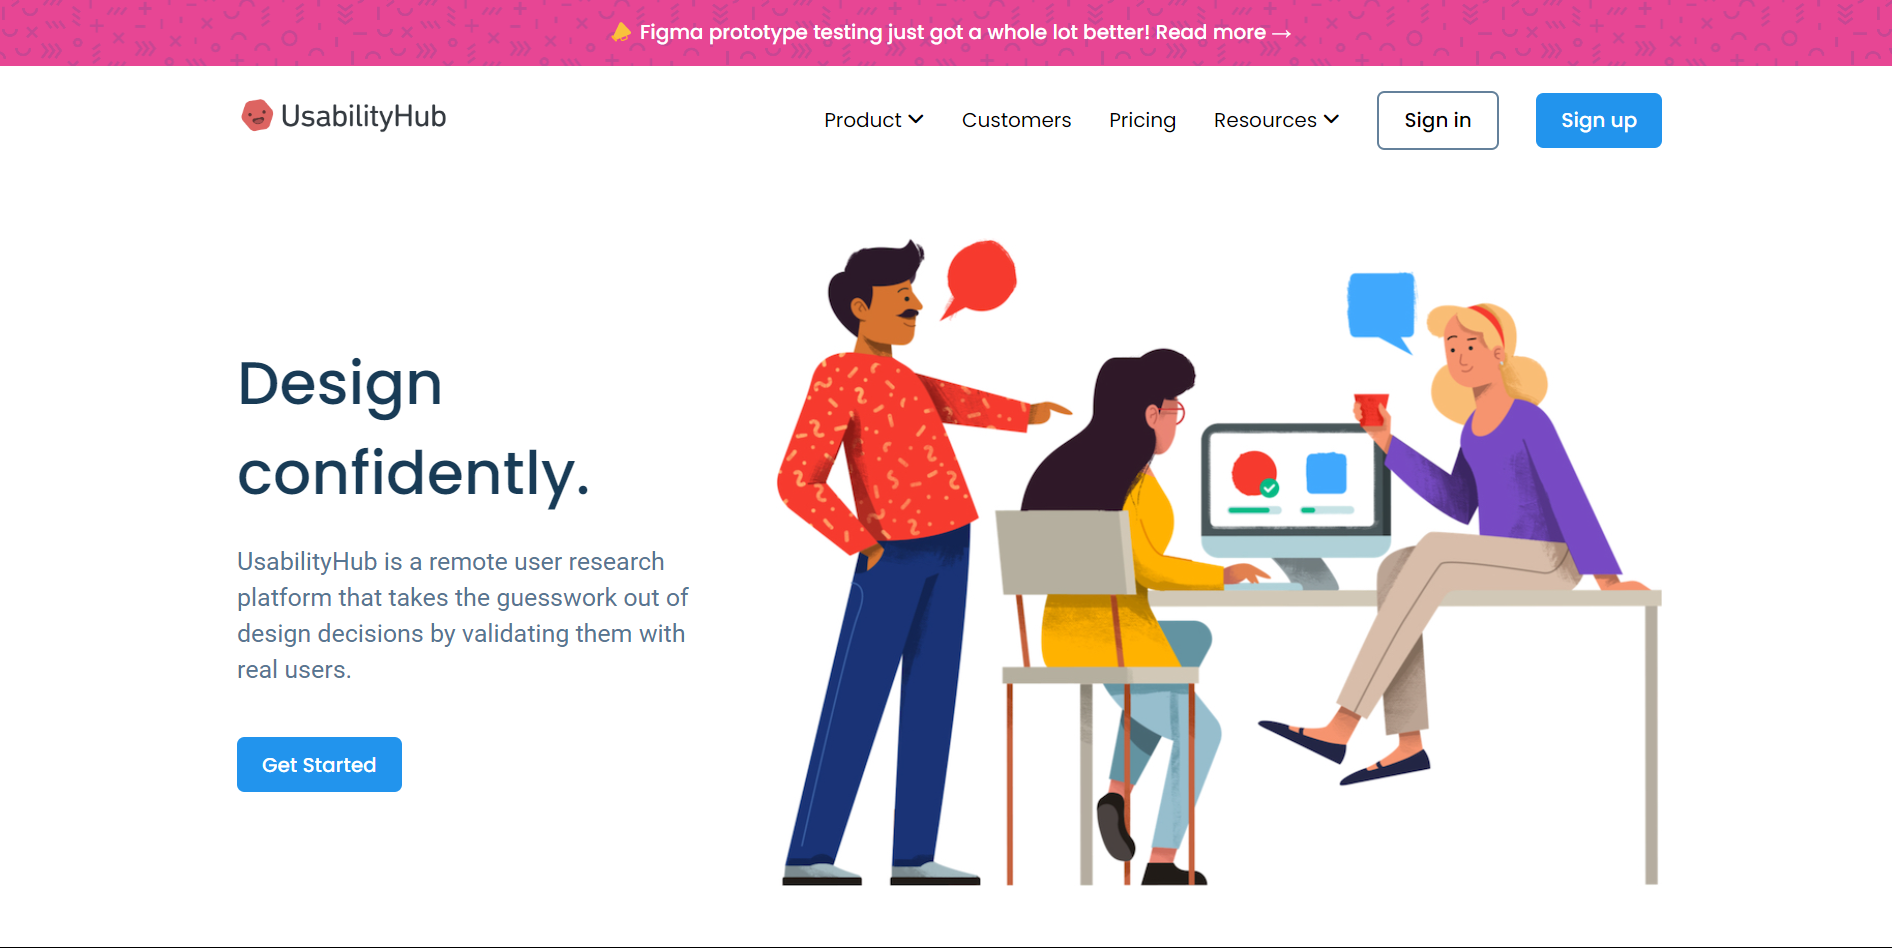 Figma prototype testing just got a whole lot better! Read more →
UsabilityHub
Product
Customers
Pricing
Resources
Sign in
Sign up
Design
confidently.
UsabilityHub is a remote user research
platform that takes the guesswork out of
design decisions by validating them with
real users.
Get Started